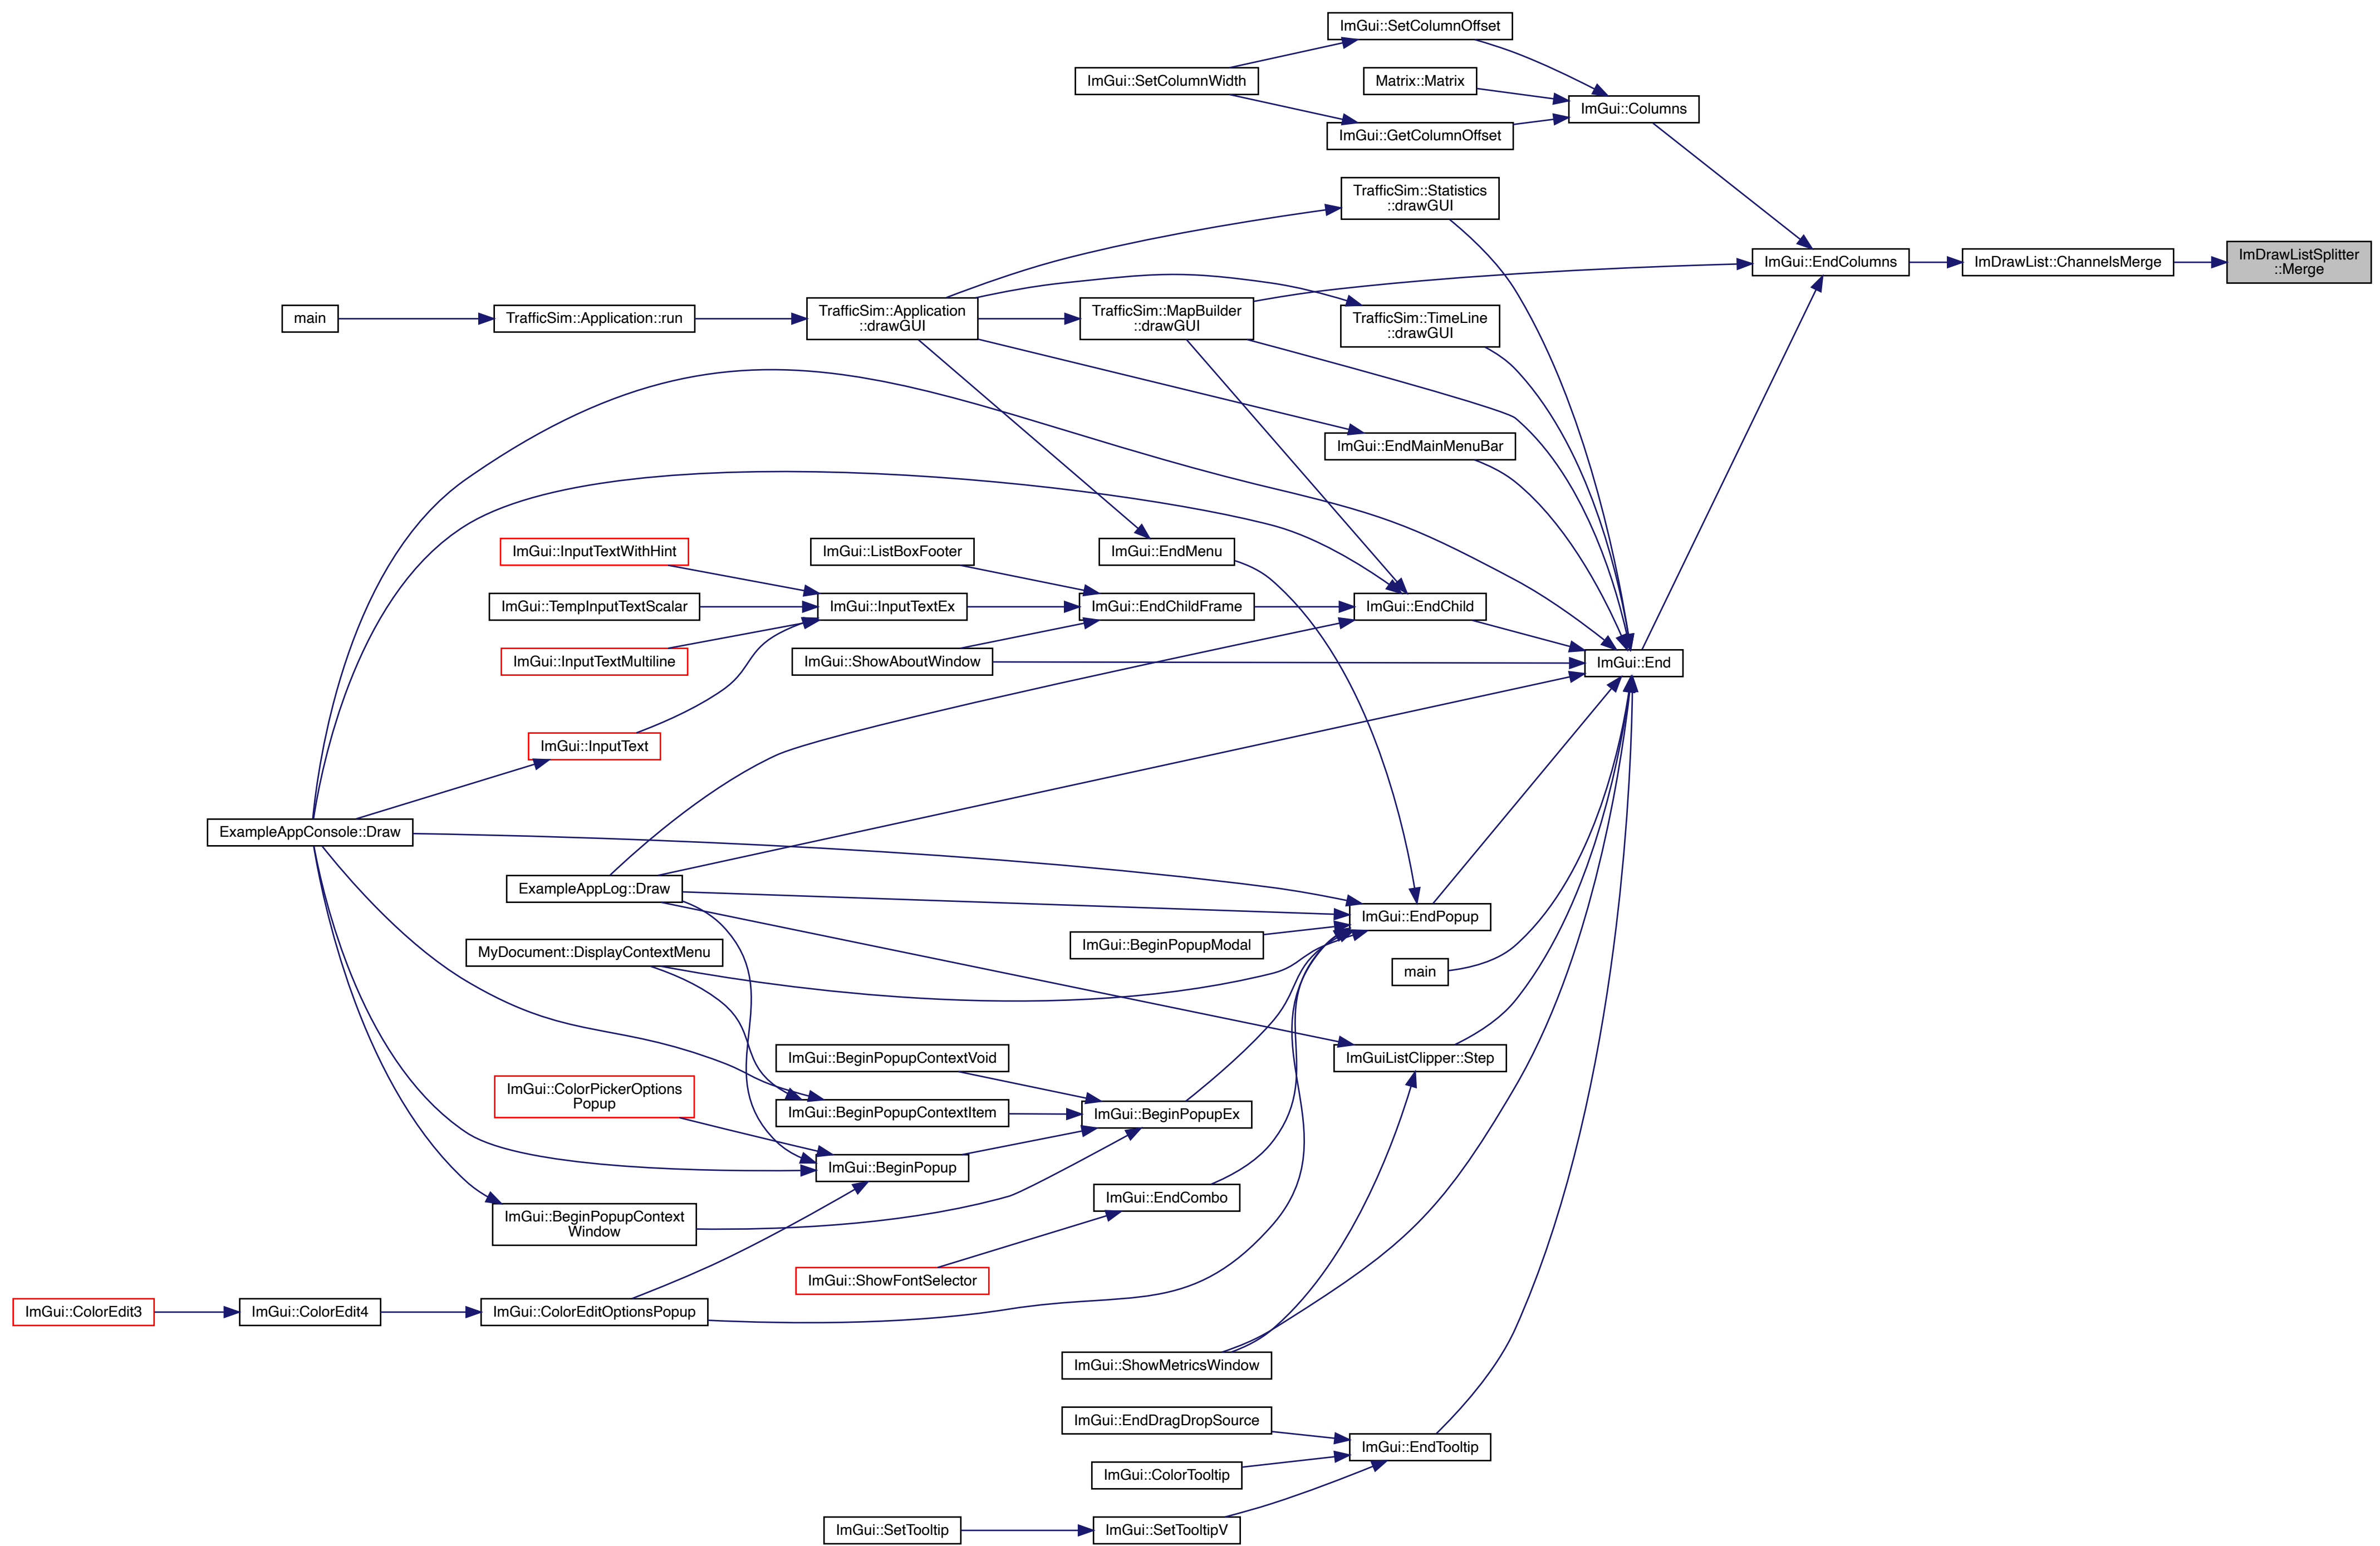 ImGui::SetColumnOffset
ImGui::SetColumnWidth
Matrix::Matrix
ImGui::Columns
ImGui::GetColumnOffset
TrafficSim::Statistics
::drawGUI
ImGui::EndColumns
ImDrawList::ChannelsMerge
ImDrawListSplitter
::Merge
main
TrafficSim::Application::run
TrafficSim::Application
::drawGUI
TrafficSim::MapBuilder
::drawGUI
TrafficSim::TimeLine
::drawGUI
ImGui::EndMainMenuBar
ImGui::InputTextWithHint
ImGui::ListBoxFooter
ImGui::EndMenu
ImGui::TempInputTextScalar
ImGui::InputTextEx
ImGui::EndChildFrame
ImGui::EndChild
ImGui::InputTextMultiline
ImGui::ShowAboutWindow
ImGui::End
ImGui::InputText
ExampleAppConsole::Draw
ExampleAppLog::Draw
ImGui::EndPopup
ImGui::BeginPopupModal
MyDocument::DisplayContextMenu
main
ImGui::BeginPopupContextVoid
ImGuiListClipper::Step
ImGui::ColorPickerOptions
Popup
ImGui::BeginPopupContextItem
ImGui::BeginPopupEx
ImGui::BeginPopup
ImGui::EndCombo
ImGui::BeginPopupContext
Window
ImGui::ShowFontSelector
ImGui::ColorEdit3
ImGui::ColorEdit4
ImGui::ColorEditOptionsPopup
ImGui::ShowMetricsWindow
ImGui::EndDragDropSource
ImGui::EndTooltip
ImGui::ColorTooltip
ImGui::SetTooltip
ImGui::SetTooltipV